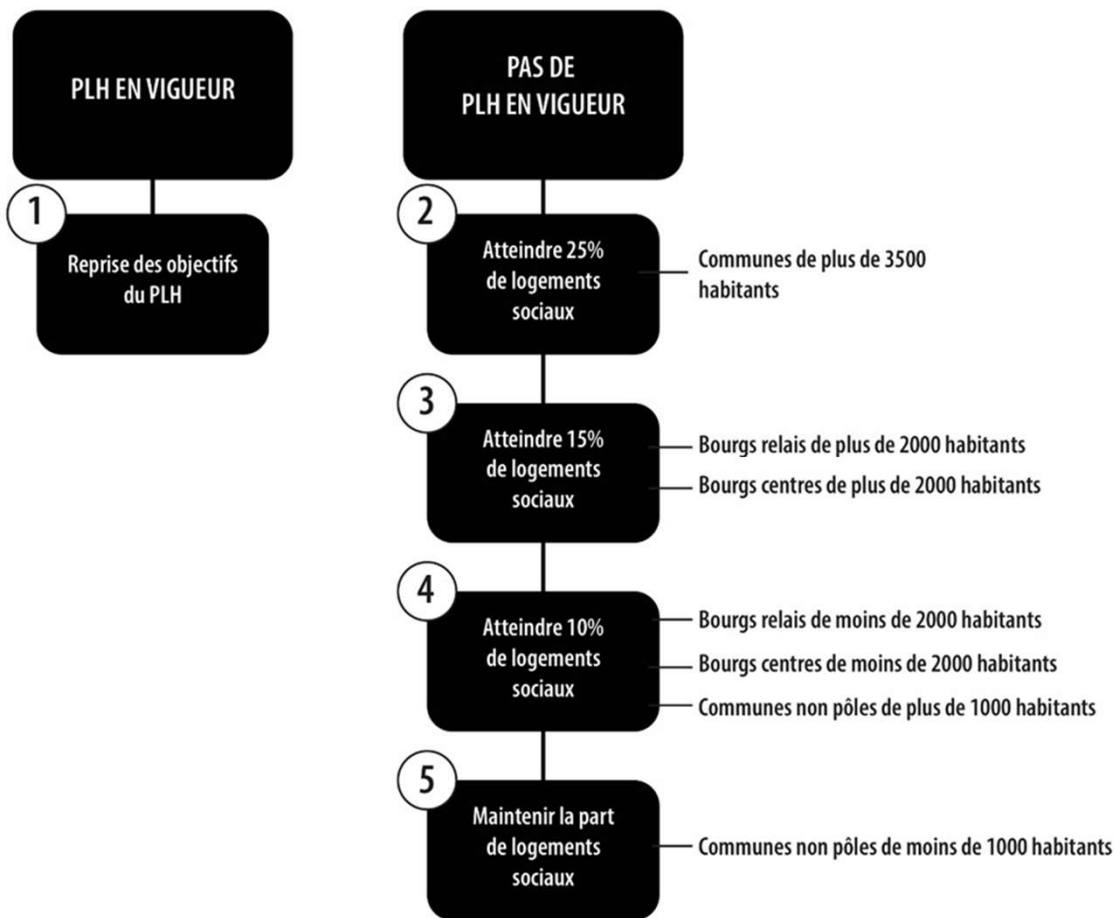 PLH EN VIGUEUR
1
Reprise des objectifs
du PLH
PAS DE
PLH EN VIGUEUR
2
Atteindre 25%
de logements
sociaux
Communes de plus de 3500
habitants
3
Atteindre 15%
de logements
sociaux
Bourgs relais de plus de 2000 habitants
Bourgs centres de plus de 2000 habitants
4
Atteindre 10%
de logements
sociaux
Bourgs relais de moins de 2000 habitants
Bourgs centres de moins de 2000 habitants
Communes non pôles de plus de 1000 habitants
5
Maintenir la part
de logements
sociaux
Communes non pôles de moins de 1000 habitants